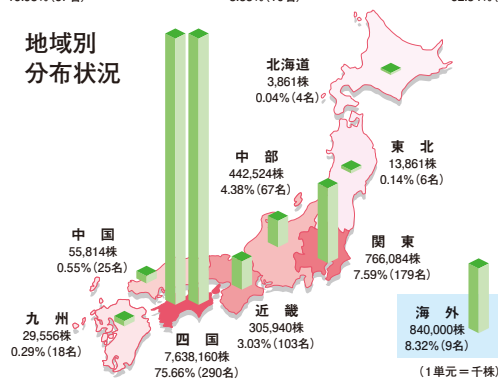 地域別
分布状況
北海道
3,861株
0.04%(4名)
東 北
13,861株
0.14%(6名)
中 部
442,524株
4.38%(67名)
関 東
766,084株
7.59%(179名)
中 国
55,814株
0.55%(25名)
近 畿
305,940株
3.03%(103名)
九 州
29,556株
0.29%(18名)
四 国
7,638,160株
75.66%(290名)
海 外
840,000株
8.32%(9名)
(1単元=千株)